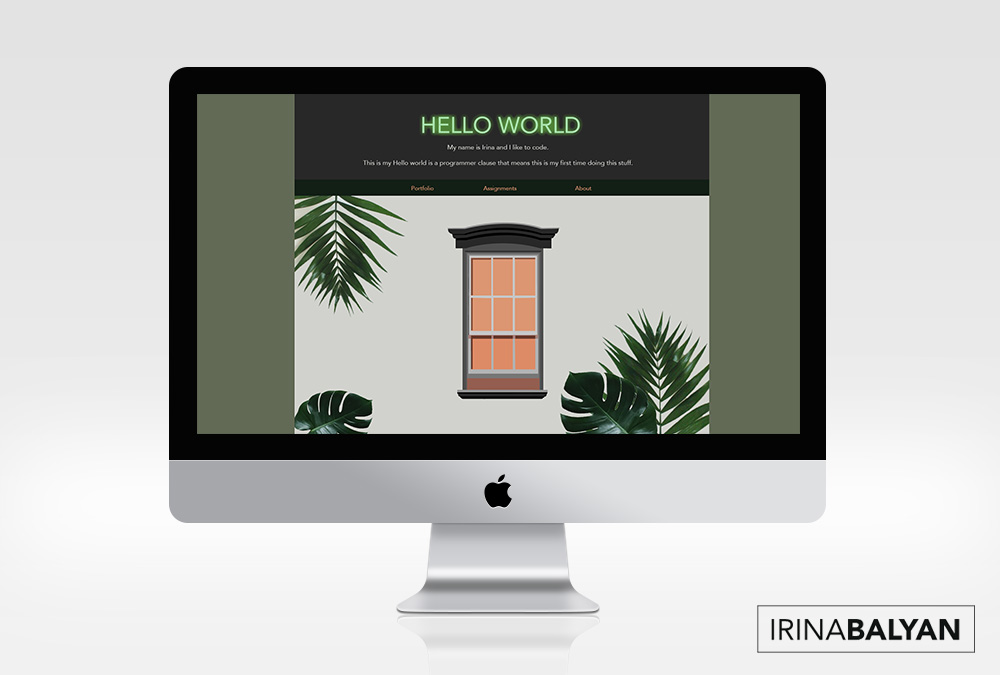 HELLO WORLD
My name is Irina and I like to code.
This is my Hello world is a programmer clause that means this is my first time doing this stuff.
Portfolio Assignments About
IRINABALYAN